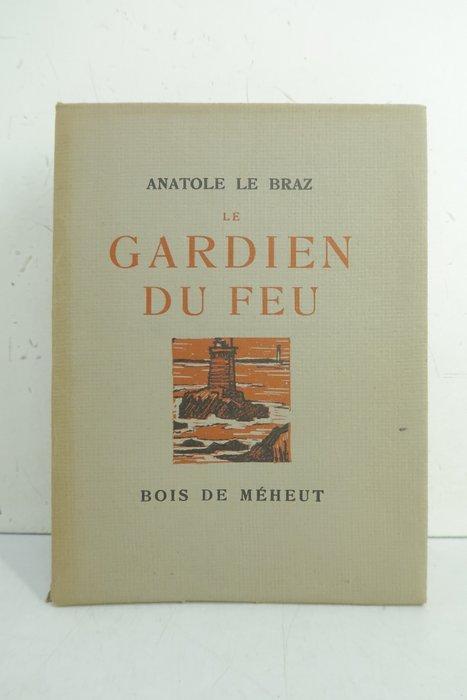 ANATOLE LE BRAZ
LE
GARDIEN
DU FEU
BOIS DE MÉHEUT